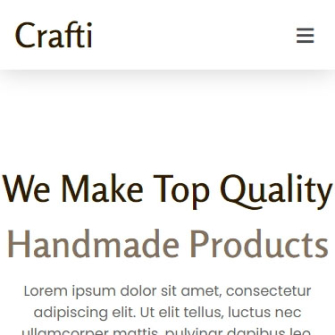 Crafti
We Make Top Quality
Handmade Products
Lorem ipsum dolor sit amet, consectetur
adipiscing elit. Ut elit tellus, luctus nec
ullamcorper mattis, pulvinar dapibus leo.